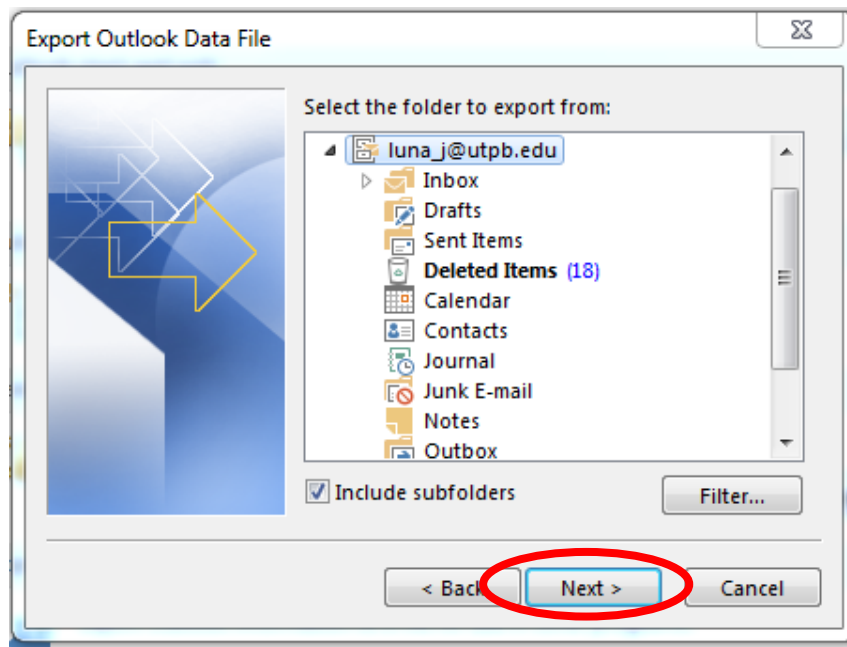 Export Outlook Data File
Select the folder to export from:
luna_j@utpb.edu
Inbox
Drafts
Sent Items
Deleted Items (18)
Calendar
Contacts
Journal
Junk E-mail
Notes
Outbox
Include subfolders
Filter...
< Back
Next >
Cancel